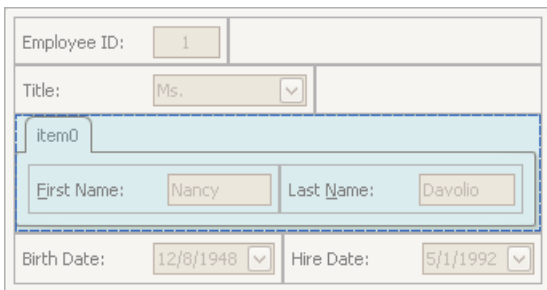 Employee ID: 1
Title: Ms.
item0
First Name: Nancy Last Name: Davolio
Birth Date: 12/8/1948 Hire Date: 5/1/1992